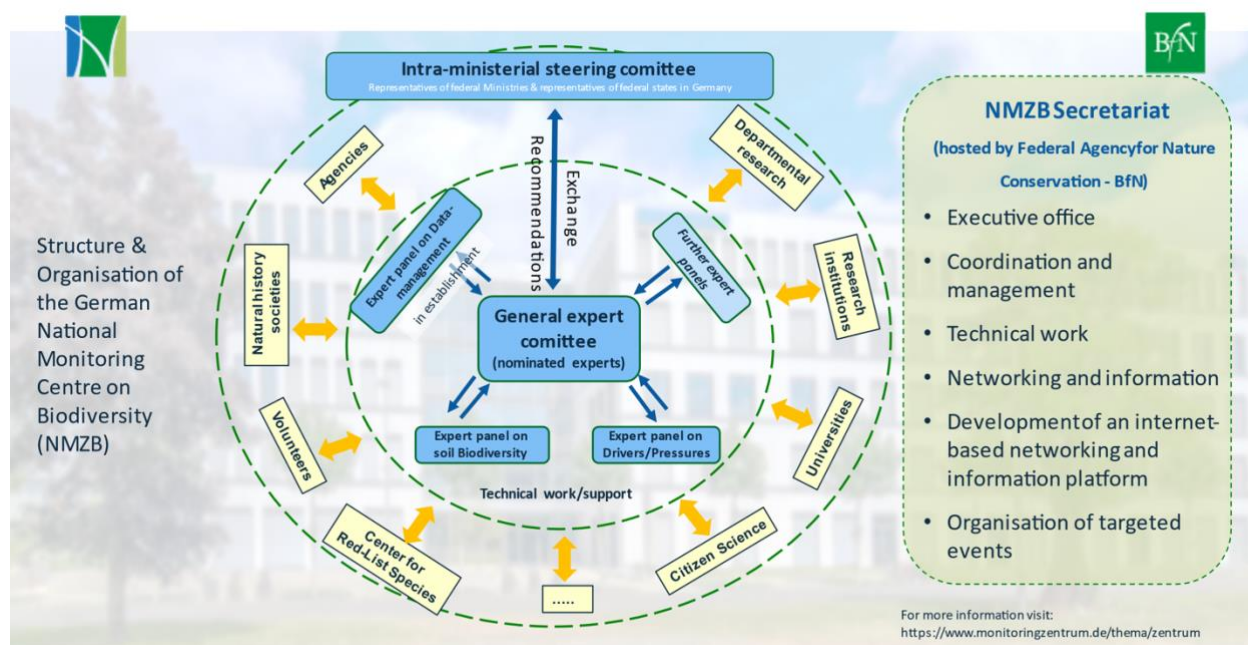 BfN
Intra-ministerial steering comittee
Representatives of federal Ministries & representatives of federal states in Germany
Structure &
Organisation of
the German
National
Monitoring
Centre on
Biodiversity
(NMZB)
Agencies
Natural history
societies
Volunteers
Center for
Red-List Species
.....
Citizen Science
Universities
Research
institutions
Departmental
research
Recommendations
Exchange
Expert panel on Data-
management
in establishment
Further expert
panels
General expert
comittee
(nominated experts)
Expert panel on
soil Biodiversity
Expert panel on
Drivers/Pressures
Technical work/support
NMZB Secretariat
(hosted by Federal Agencyfor Nature
Conservation - BfN)
• Executive office
• Coordination and
management
• Technical work
• Networking and information
• Development of an internet-
based networking and
information platform
• Organisation of targeted
events
For more information visit:
https://www.monitoringzentrum.de/thema/zentrum